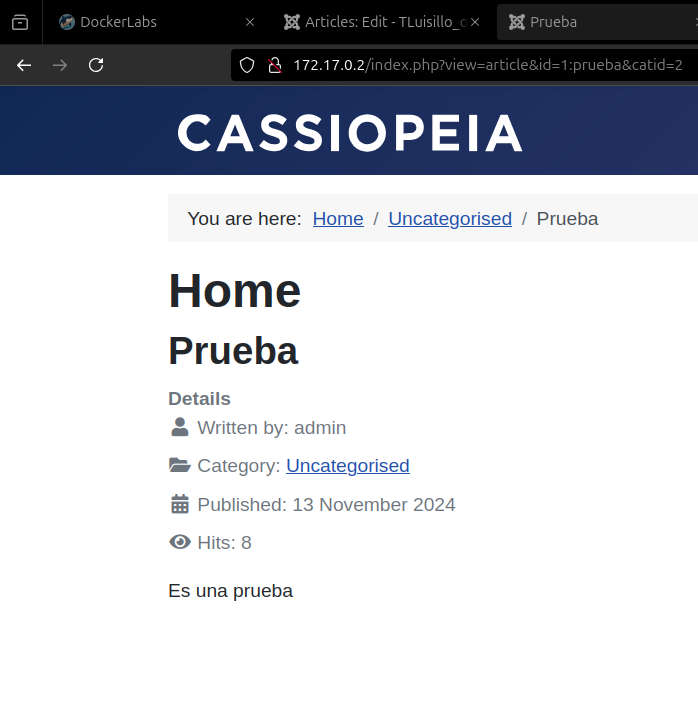 DockerLabs
Articles: Edit - TLuisillo_o
Prueba
172.17.0.2/index.php?view=article&id=1:prueba&catid=2
CASSIOPEIA
You are here: Home / Uncategorised / Prueba
Home
Prueba
Details
Written by: admin
Category: Uncategorised
Published: 13 November 2024
Hits: 8
Es una prueba